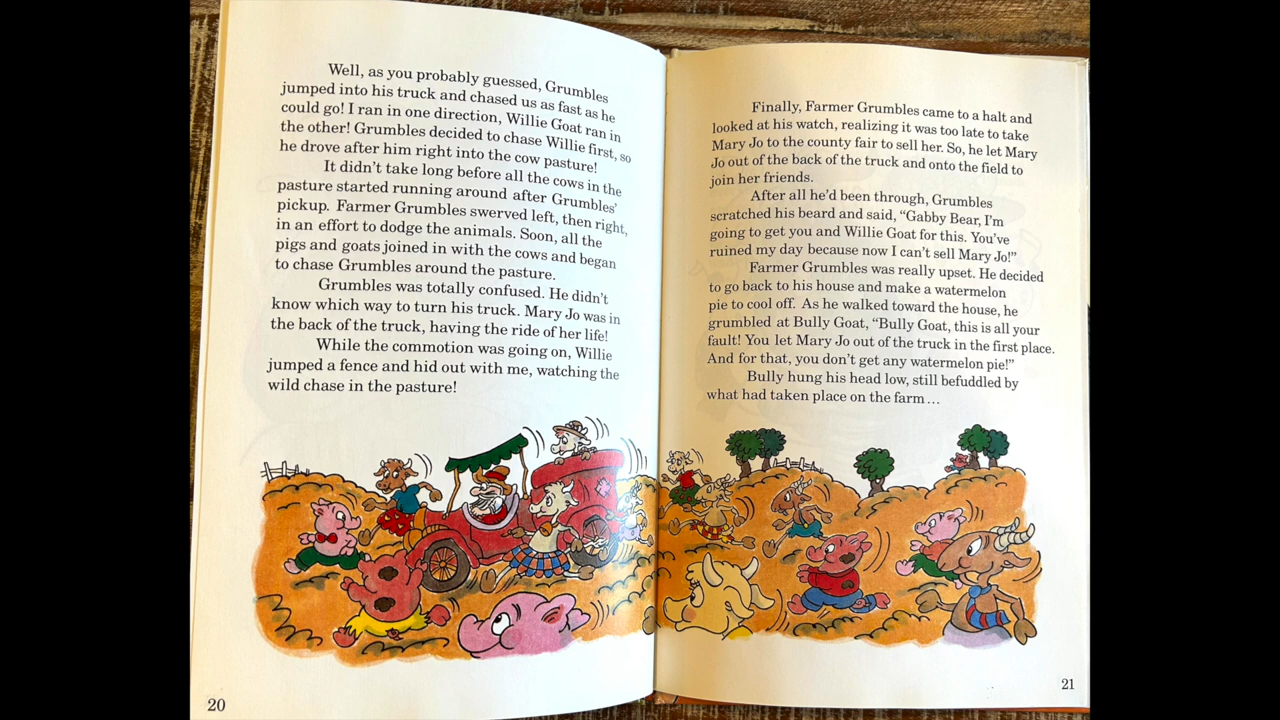 Well, as you probably guessed, Grumbles
jumped into his truck and chased us as fast as he
could go! I ran in one direction, Willie Goat ran in
the other! Grumbles decided to chase Willie first, so
he drove after him right into the cow pasture!
It didn't take long before all the cows in the
pasture started running around after Grumbles'
pickup. Farmer Grumbles swerved left, then right,
in an effort to dodge the animals. Soon, all the
pigs and goats joined in with the cows and began
to chase Grumbles around the pasture.
Grumbles was totally confused. He didn't
know which way to turn his truck. Mary Jo was in
the back of the truck, having the ride of her life!
While the commotion was going on, Willie
jumped a fence and hid out with me, watching the
wild chase in the pasture!
20
Finally, Farmer Grumbles came to a halt and
looked at his watch, realizing it was too late to take
Mary Jo to the county fair to sell her. So, he let Mary
Jo out of the back of the truck and onto the field to
join her friends.
After all he'd been through, Grumbles
scratched his beard and said, “Gabby Bear, I'm
going to get you and Willie Goat for this. You've
ruined my day because now I can't sell Mary Jo!”
Farmer Grumbles was really upset. He decided
to go back to his house and make a watermelon
pie to cool off. As he walked toward the house, he
grumbled at Bully Goat, “Bully Goat, this is all your
fault! You let Mary Jo out of the truck in the first place.
And for that, you don't get any watermelon pie!”
Bully hung his head low, still befuddled by
what had taken place on the farm...
21